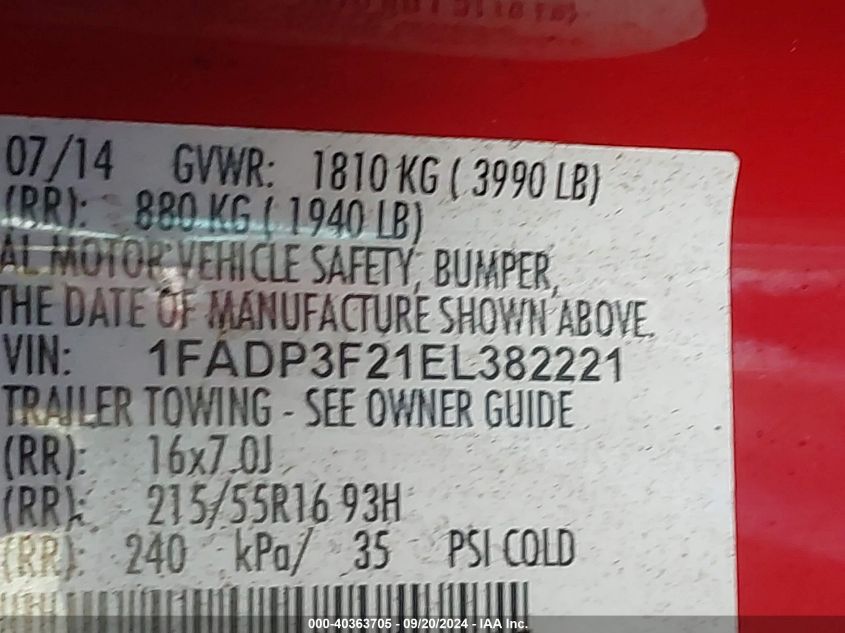 07/14 GVWR: 1810 KG ( 3990 LB)
(RR): 880 KG ( 1940 LB)
AL MOTOR VEHICLE SAFETY, BUMPER,
THE DATE OF MANUFACTURE SHOWN ABOVE.
VIN: 1FADP3F21EL382221
TRAILER TOWING - SEE OWNER GUIDE
(RR): 16x7.0J
(RR): 215/55R16 93H
(RR): 240 kPa/ 35 PSI COLD
000-40363705 - 09/20/2024 - IAA Inc.